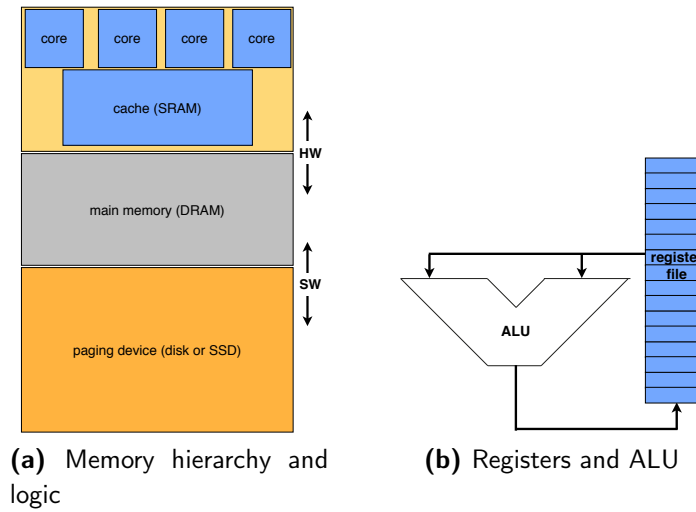 core core core core
cache (SRAM)
HW
main memory (DRAM)
SW
paging device (disk or SSD)
registe
file
ALU
(a) Memory hierarchy and
logic
(b) Registers and ALU